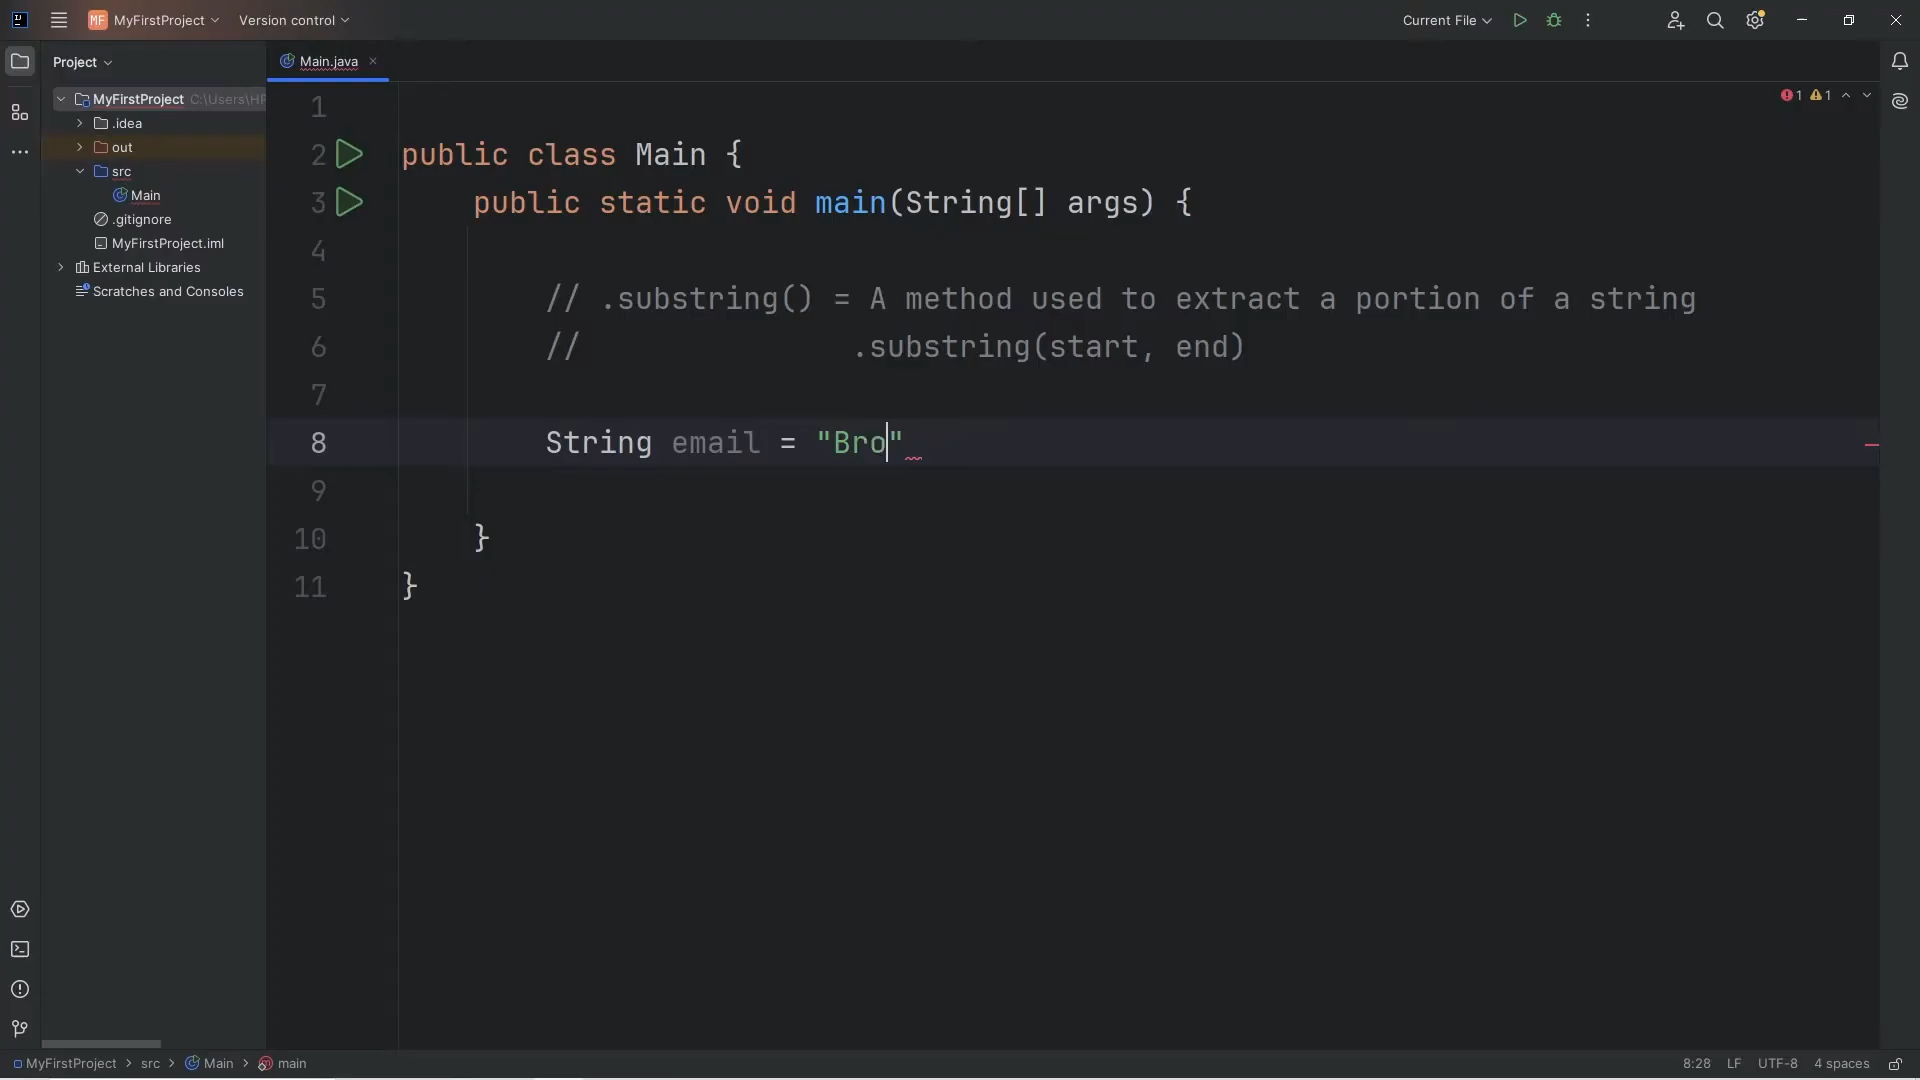 MF MyFirstProject Version control Current File
Project
Main.java
MyFirstProject C:\Users\HP
.idea
out
src
Main
.gitignore
MyFirstProject.iml
External Libraries
Scratches and Consoles
1 1
1
2 public class Main {
3 public static void main(String[] args) {
4
5 // .substring() = A method used to extract a portion of a string
6 // .substring(start, end)
7
8 String email = "Bro"
9
10 }
11 }
MyFirstProject > src > Main > main 8:28 LF UTF-8 4 spaces